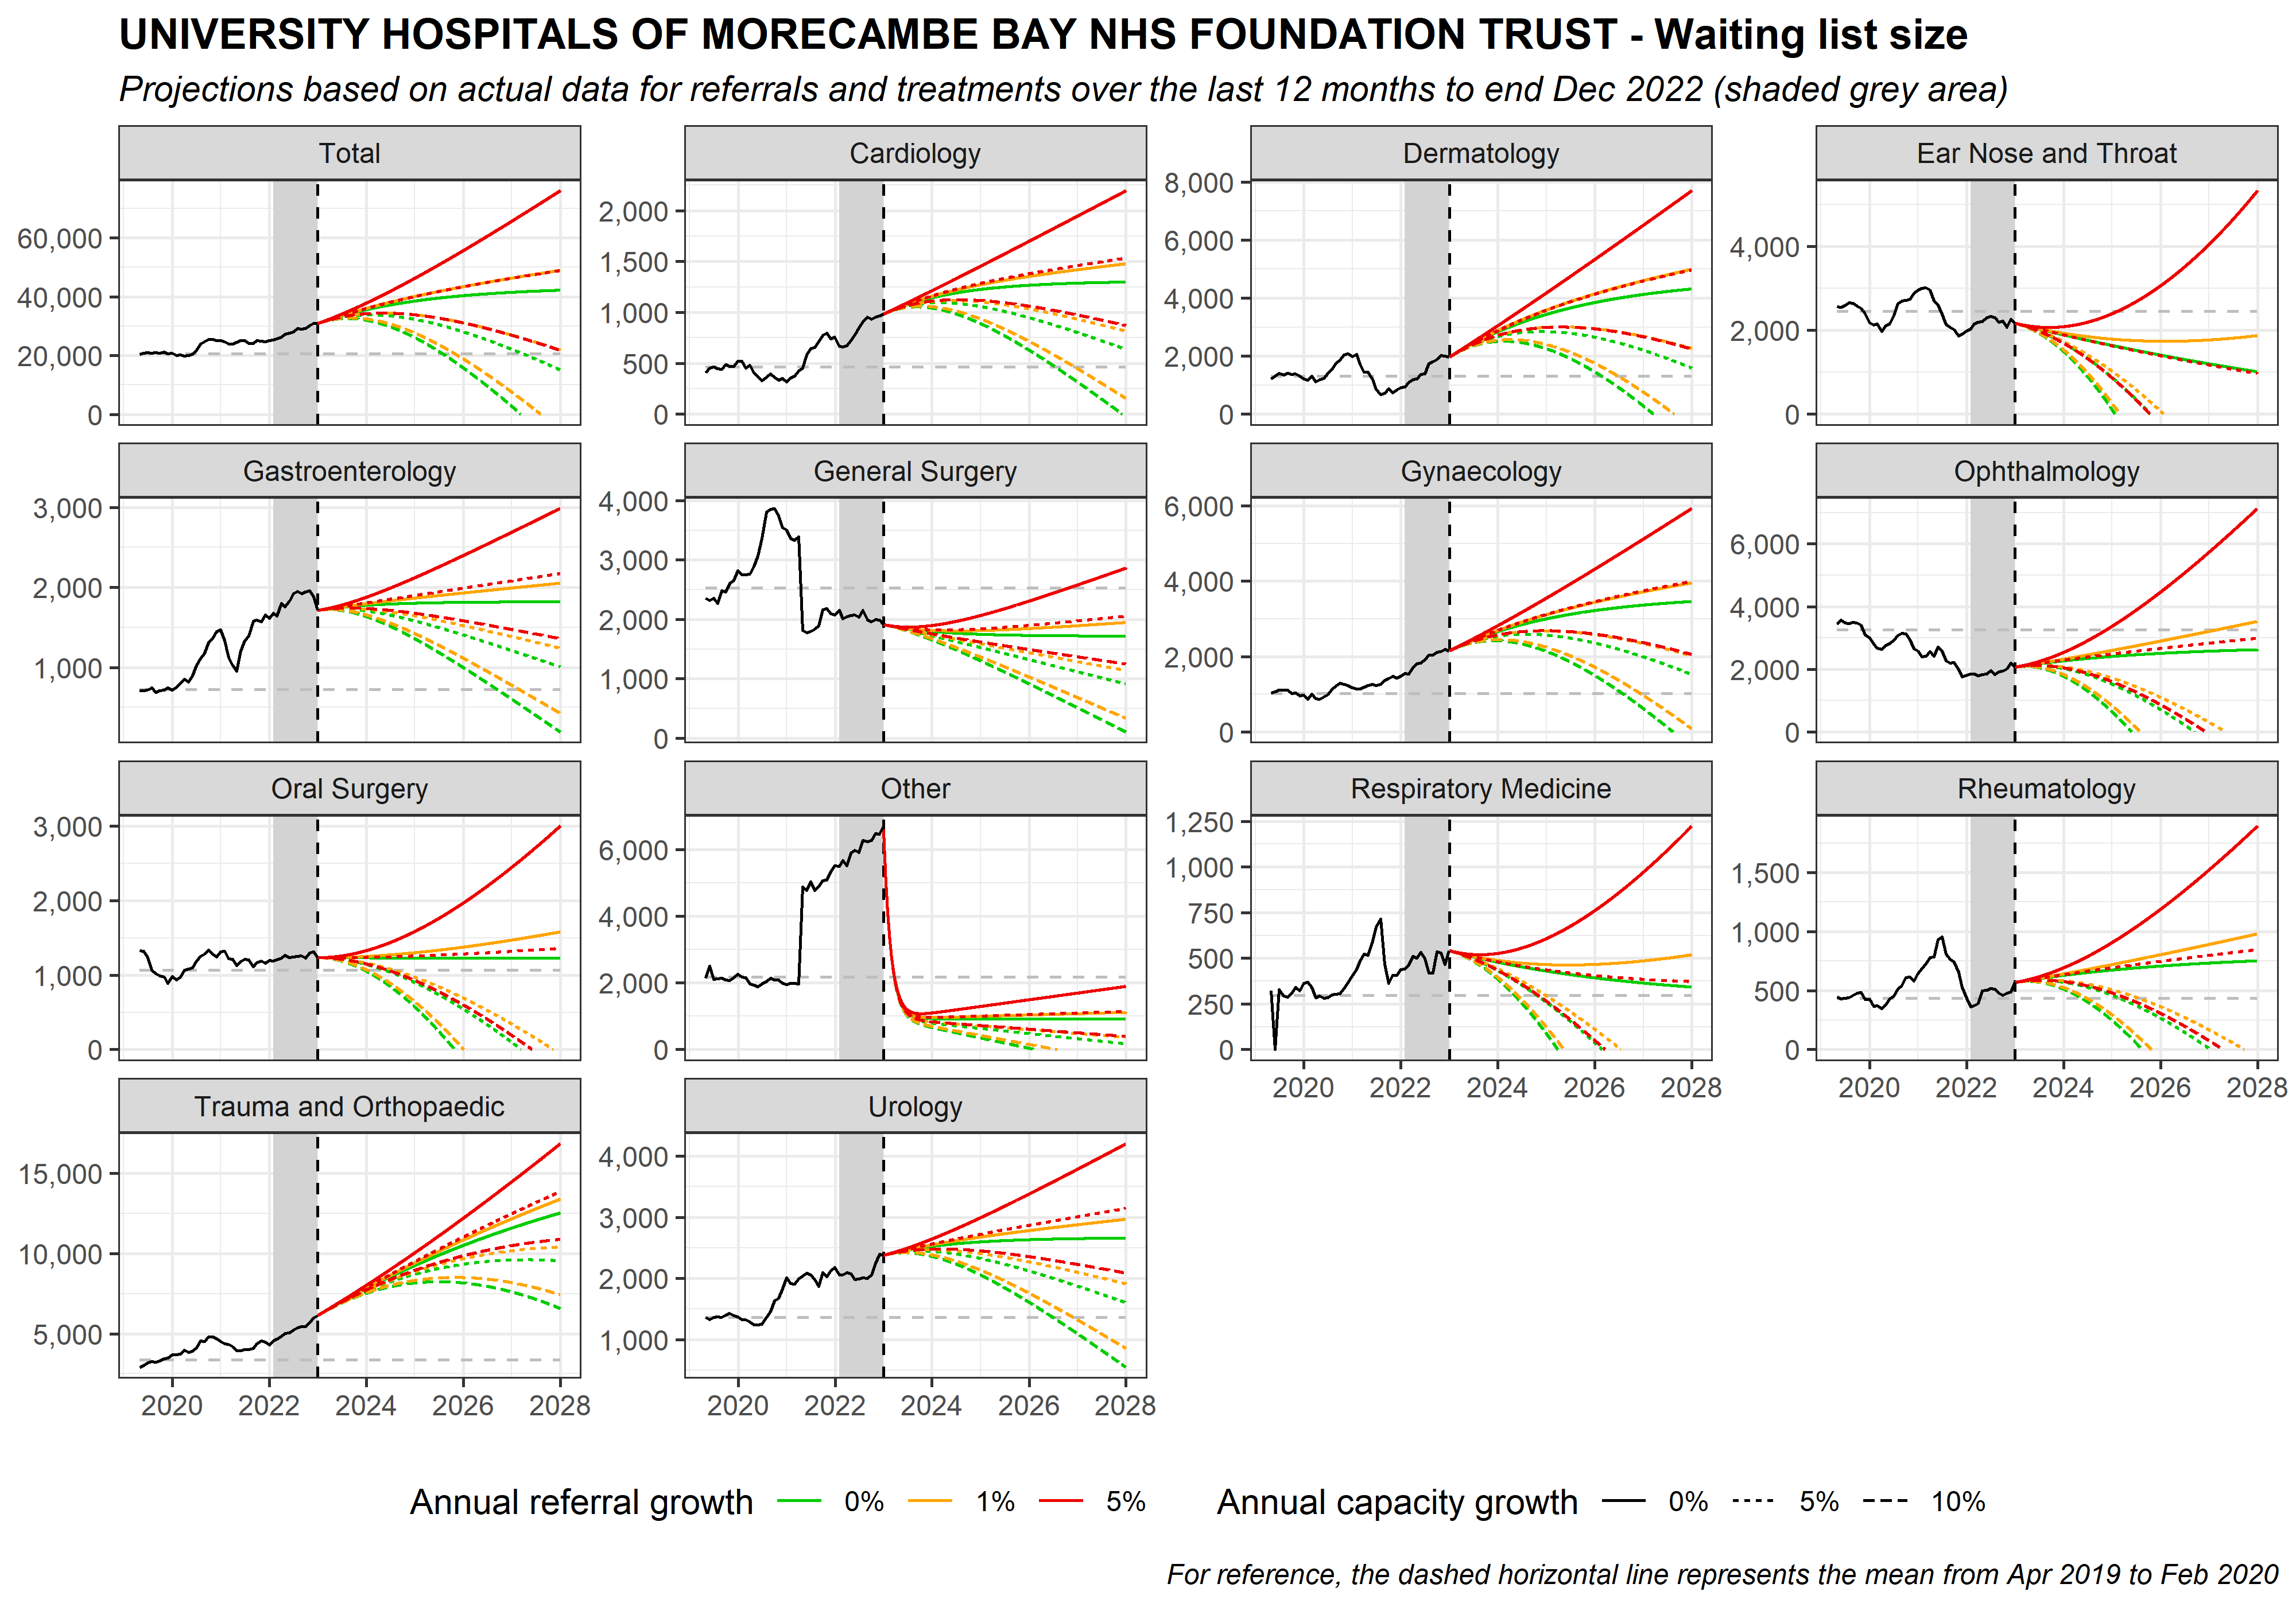 UNIVERSITY HOSPITALS OF MORECAMBE BAY NHS FOUNDATION TRUST - Waiting list size
Projections based on actual data for referrals and treatments over the last 12 months to end Dec 2022 (shaded grey area)
Total
60,000
40,000
20,000
0
Cardiology
2,000
1,500
1,000
500
0
Dermatology
8,000
6,000
4,000
2,000
0
Ear Nose and Throat
4,000
2,000
0
Gastroenterology
3,000
2,000
1,000
General Surgery
4,000
3,000
2,000
1,000
0
Gynaecology
6,000
4,000
2,000
0
Ophthalmology
6,000
4,000
2,000
0
Oral Surgery
3,000
2,000
1,000
0
Other
6,000
4,000
2,000
0
Respiratory Medicine
1,250
1,000
750
500
250
0
2020 2022 2024 2026 2028
Rheumatology
1,500
1,000
500
0
2020 2022 2024 2026 2028
Trauma and Orthopaedic
15,000
10,000
5,000
2020 2022 2024 2026 2028
Urology
4,000
3,000
2,000
1,000
2020 2022 2024 2026 2028
Annual referral growth 0% 1% 5%
Annual capacity growth 0% 5% 10%
For reference, the dashed horizontal line represents the mean from Apr 2019 to Feb 2020